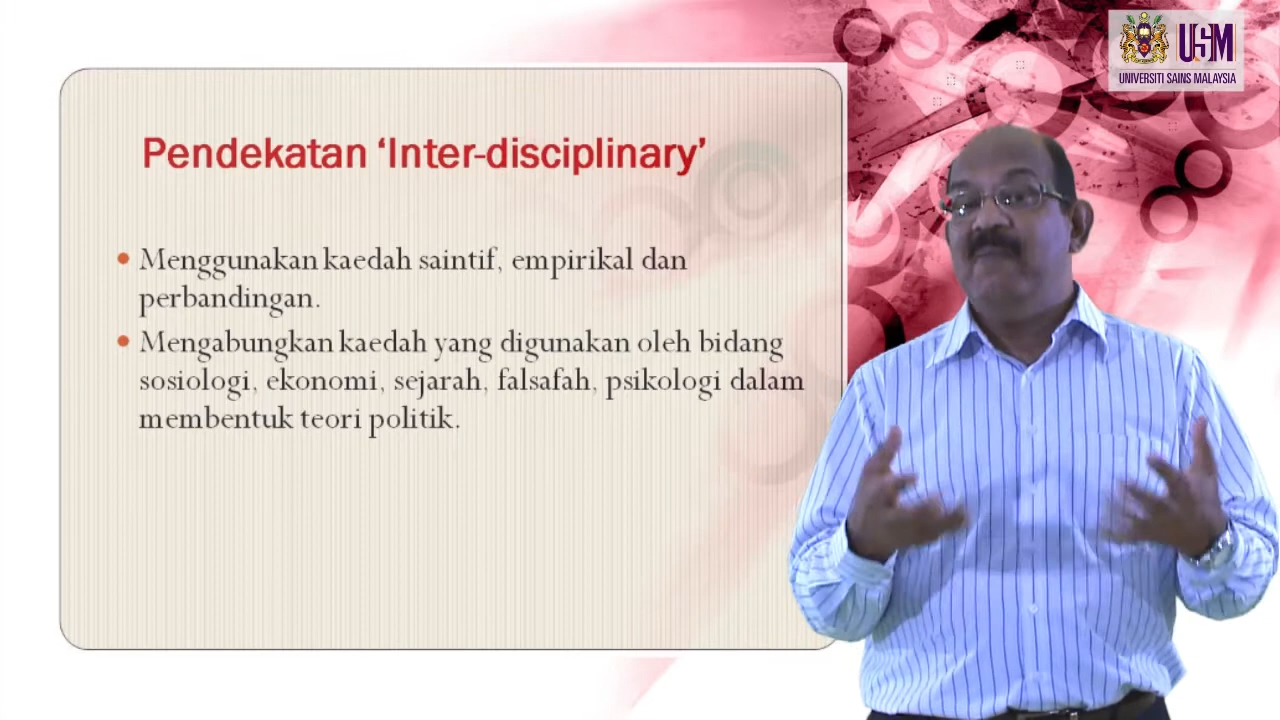 USM
UNIVERSITI SAINS MALAYSIA
Pendekatan ‘Inter-disciplinary’
• Menggunakan kaedah saintif, empirikal dan
perbandingan.
• Mengabungkan kaedah yang digunakan oleh bidang
sosiologi, ekonomi, sejarah, falsafah, psikologi dalam
membentuk teori politik.